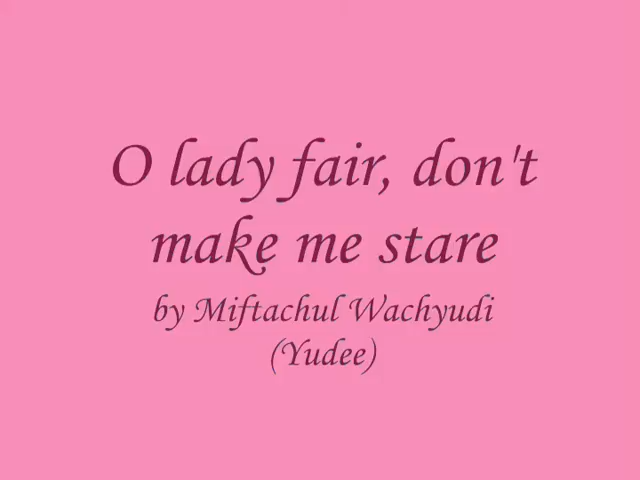 O lady fair, don't
make me stare
by Miftachul Wachyudi
(Yudee)